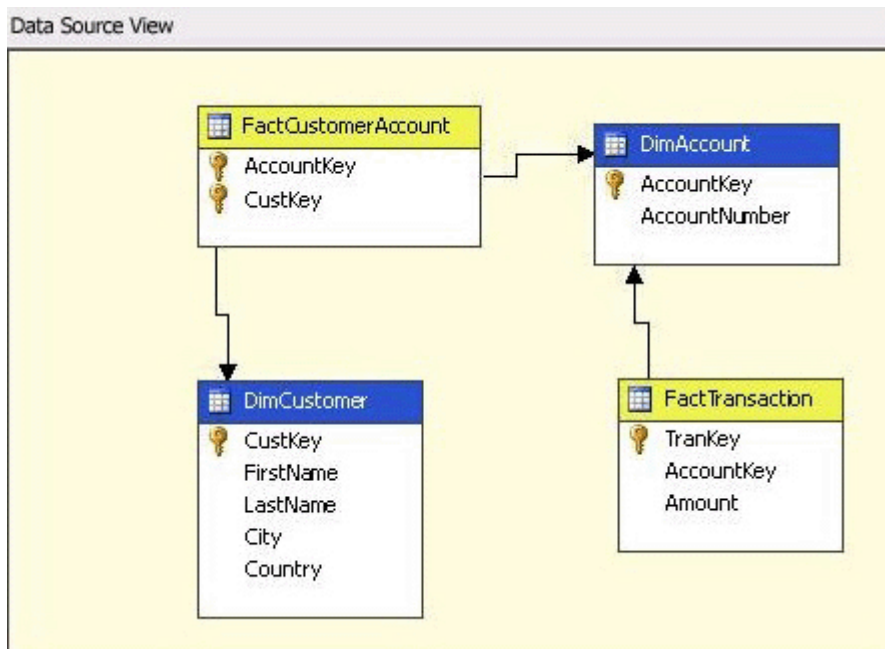 Data Source View
FactCustomerAccount
AccountKey
CustKey
DimAccount
AccountKey
AccountNumber
DimCustomer
CustKey
FirstName
LastName
City
Country
FactTransaction
TranKey
AccountKey
Amount